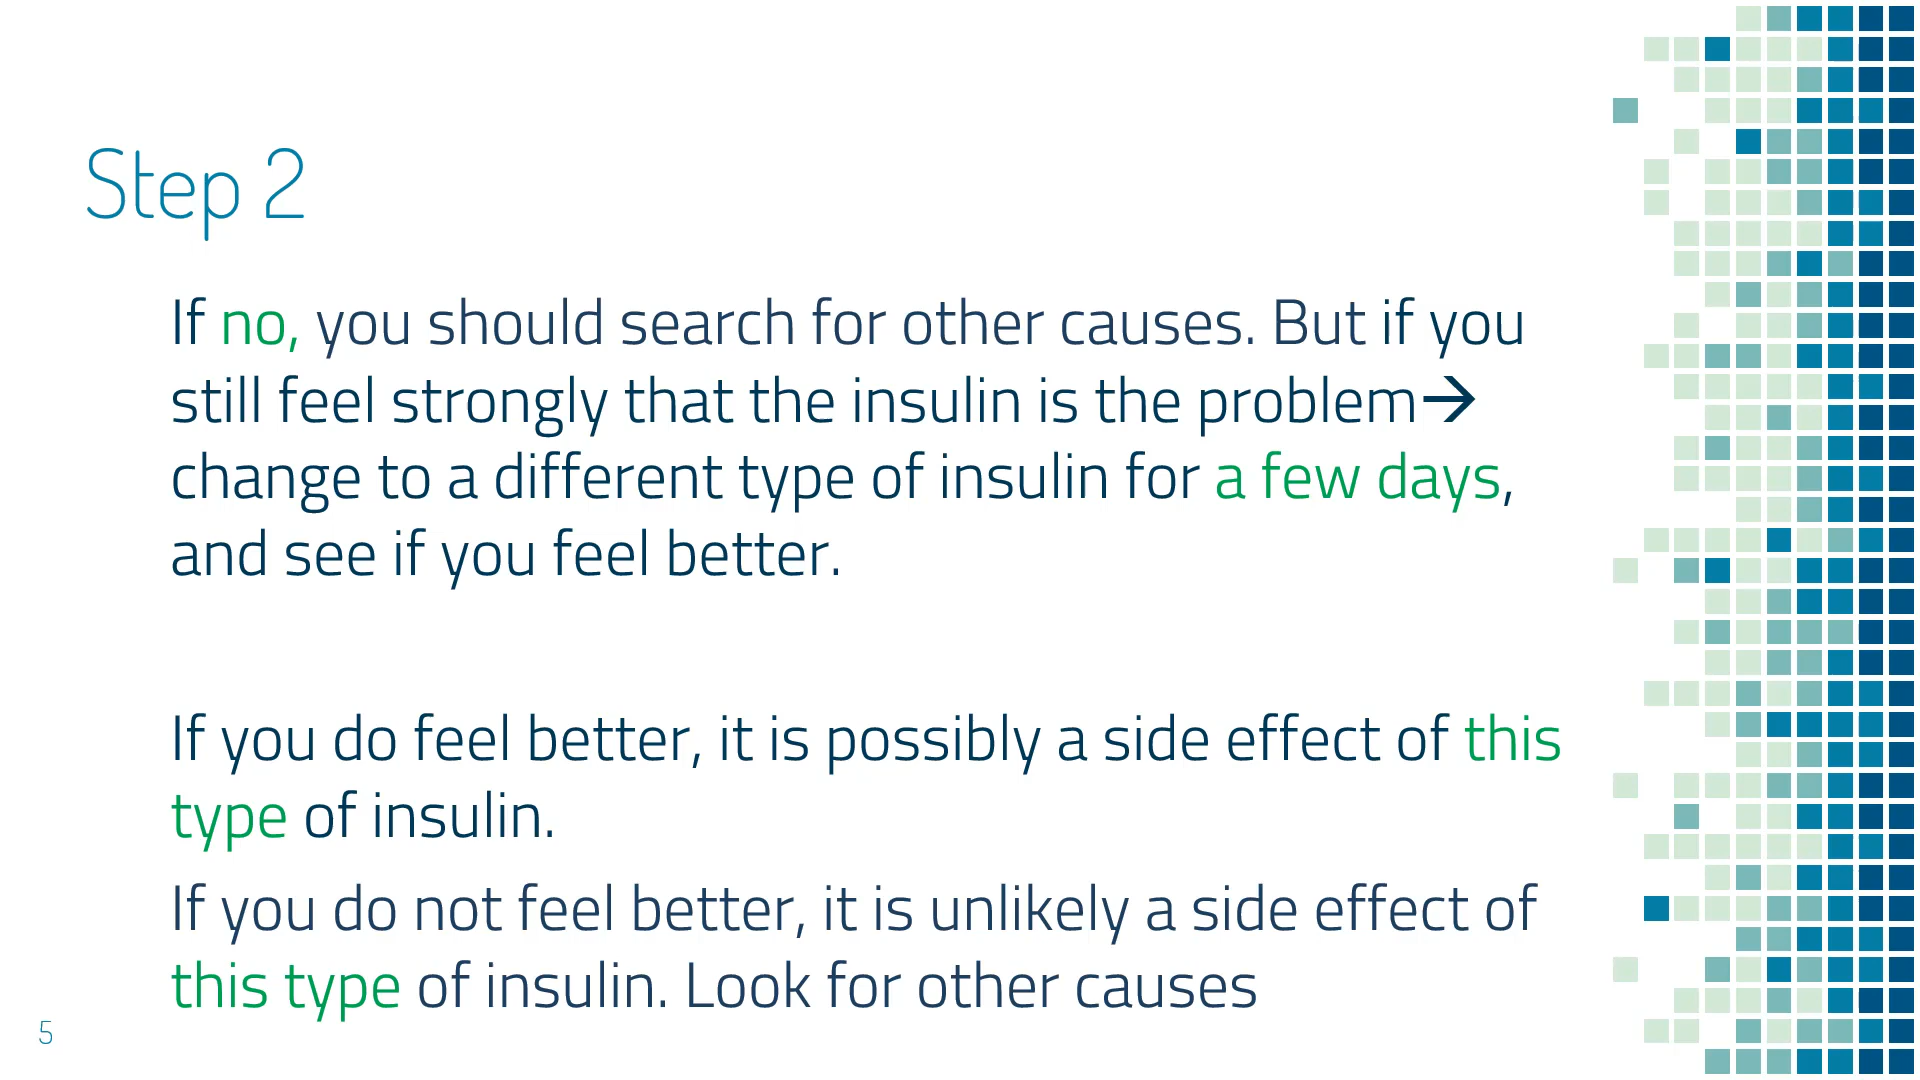 Step 2
If no, you should search for other causes. But if you
still feel strongly that the insulin is the problem→
change to a different type of insulin for a few days,
and see if you feel better.
If you do feel better, it is possibly a side effect of this
type of insulin.
If you do not feel better, it is unlikely a side effect of
this type of insulin. Look for other causes
5